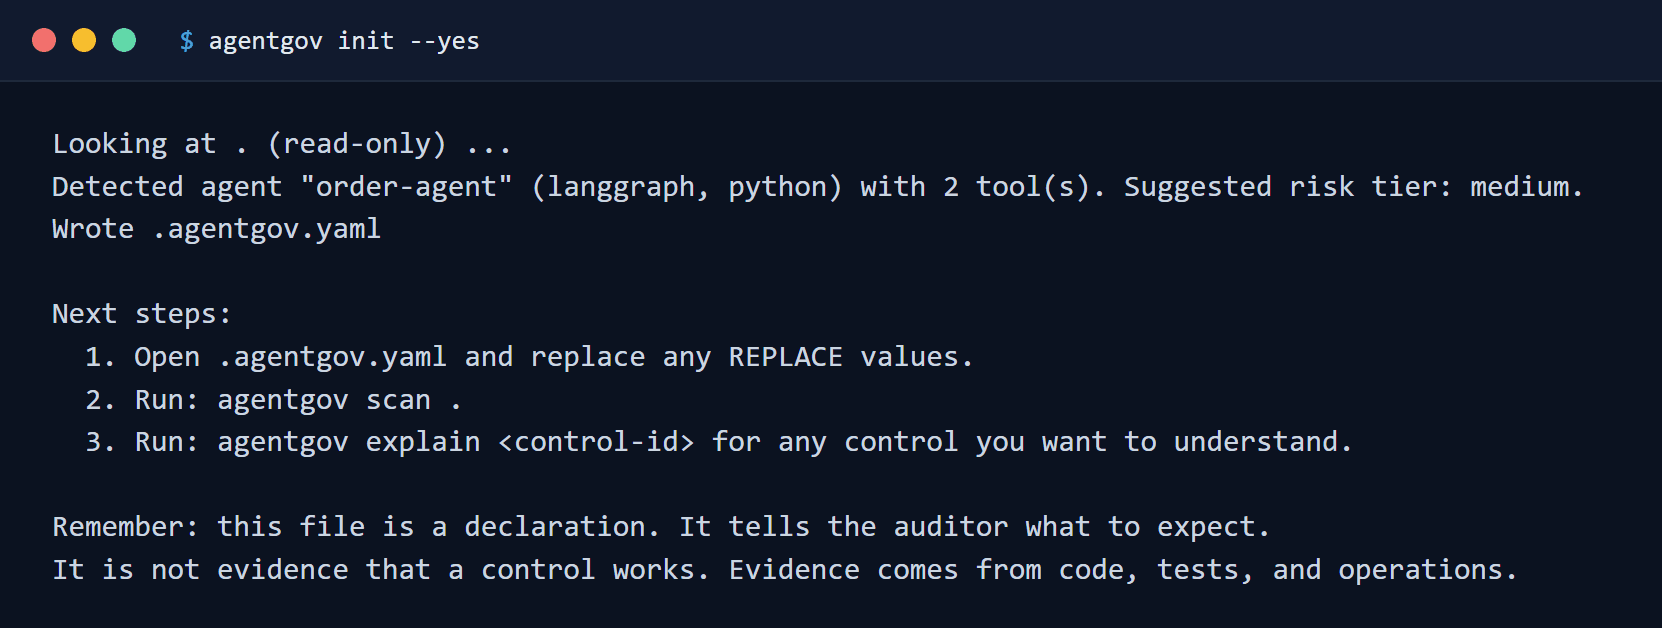 $ agentgov init --yes
Looking at . (read-only) ...
Detected agent "order-agent" (langgraph, python) with 2 tool(s). Suggested risk tier: medium.
Wrote .agentgov.yaml
Next steps:
1. Open .agentgov.yaml and replace any REPLACE values.
2. Run: agentgov scan .
3. Run: agentgov explain <control-id> for any control you want to understand.
Remember: this file is a declaration. It tells the auditor what to expect.
It is not evidence that a control works. Evidence comes from code, tests, and operations.